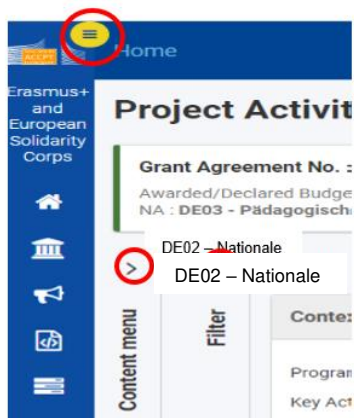 Home
Erasmus+
and
European
Solidarity
Corps
Project Activit
Grant Agreement No. :
Awarded/Declared Budge
NA : DE03 - Pädagogisch
DE02 – Nationale
DE02 – Nationale
Content menu
Filter
Conte
Program
Key Act